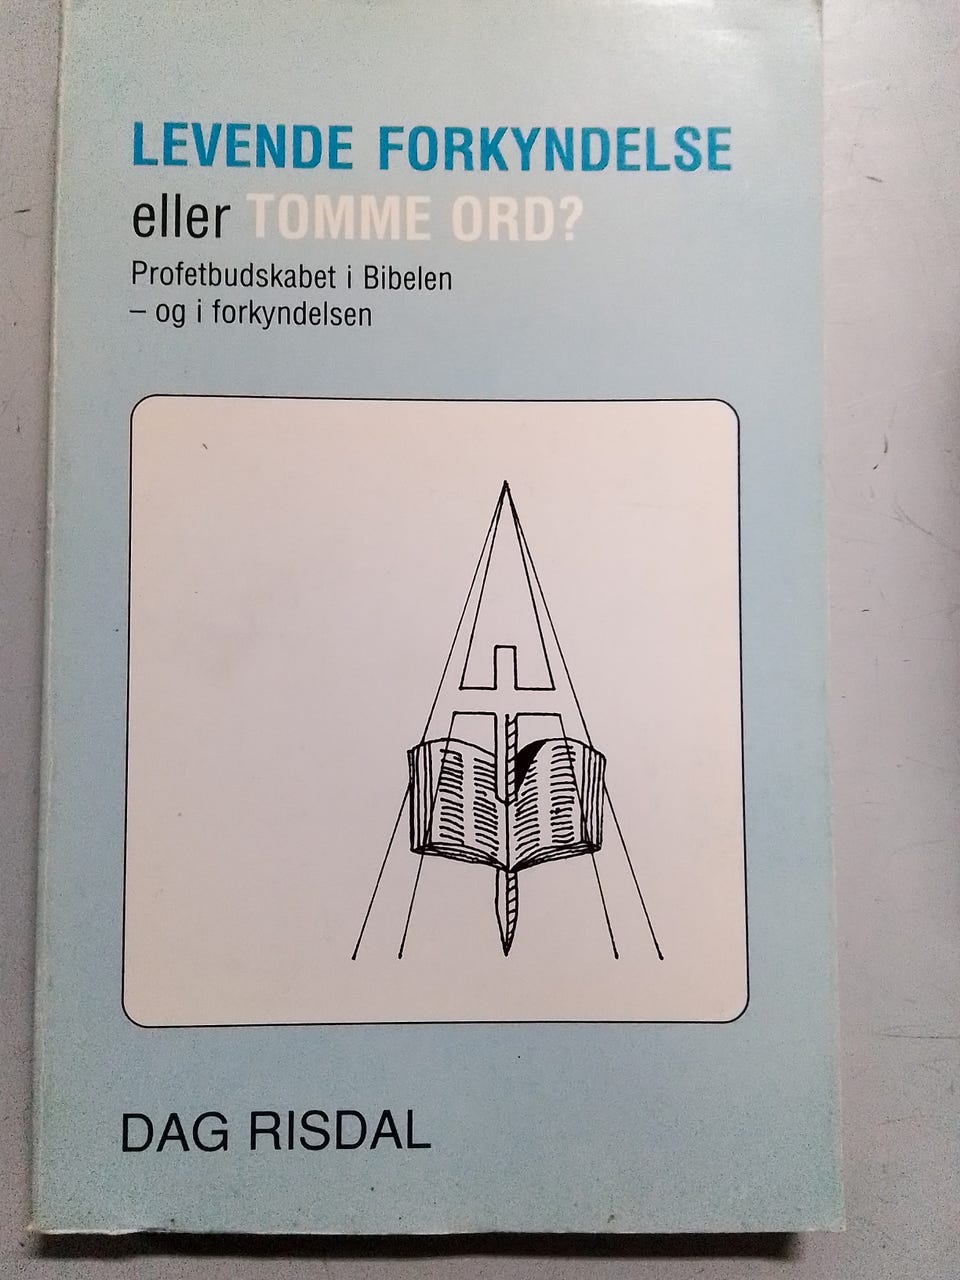 LEVENDE FORKYNDELSE
eller TOMME ORD?
Profetbudskabet i Bibelen
– og i forkyndelsen
DAG RISDAL